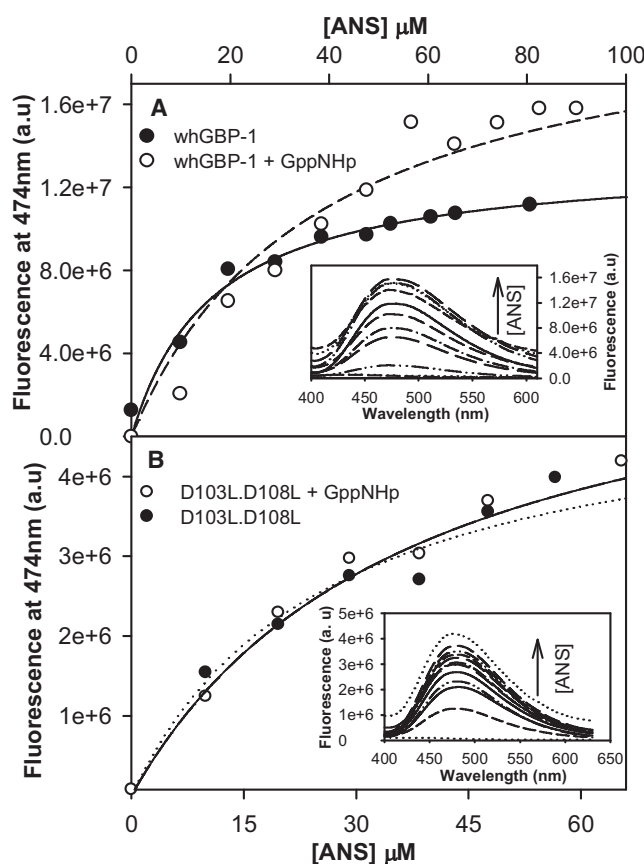 [ANS] µM
0 20 40 60 80 100
Fluorescence at 474nm (a.u)
1.6e+7
1.2e+7
8.0e+6
4.0e+6
0.0
A
whGBP-1
whGBP-1 + GppNHp
[ANS]
Fluorescence (a.u)
1.6e+7
1.2e+7
8.0e+6
4.0e+6
0.0
400 450 500 550 600
Wavelength (nm)
B
D103L.D108L + GppNHp
D103L.D108L
Fluorescence at 474nm (a.u)
4e+6
3e+6
2e+6
1e+6
Fluorescence (a. u)
5e+6
4e+6
3e+6
2e+6
1e+6
0
[ANS]
400 450 500 550 600 650
Wavelength (nm)
0 15 30 45 60
[ANS] µM